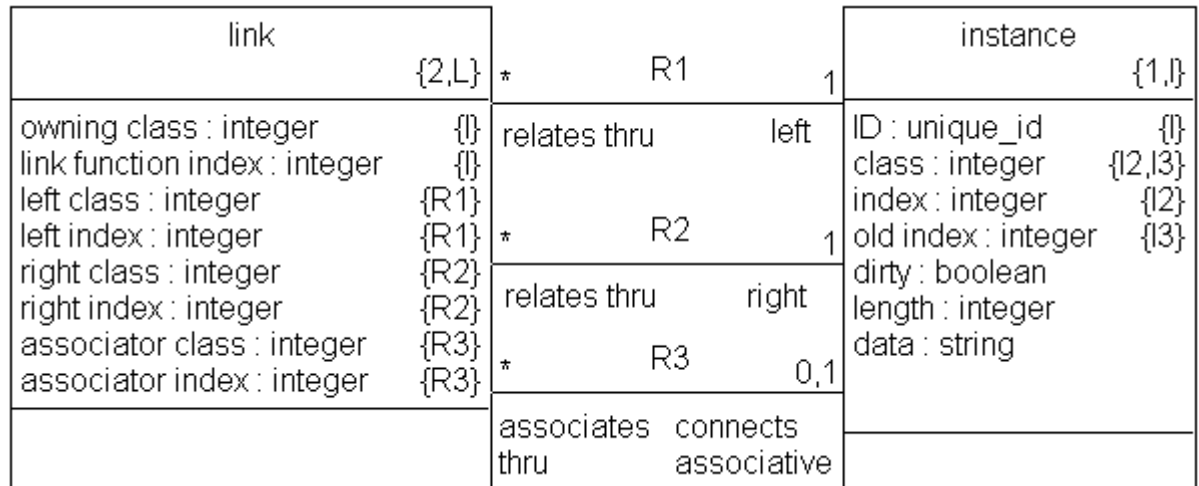 link
{2,L}
owning class : integer {I}
link function index : integer {I}
left class : integer {R1}
left index : integer {R1}
right class : integer {R2}
right index : integer {R2}
associator class : integer {R3}
associator index : integer {R3}
* R1 1
relates thru left
* R2 1
relates thru right
* R3 0,1
associates connects
thru associative
instance
{1,I}
ID : unique_id {I}
class : integer {I2,I3}
index : integer {I2}
old index : integer {I3}
dirty : boolean
length : integer
data : string